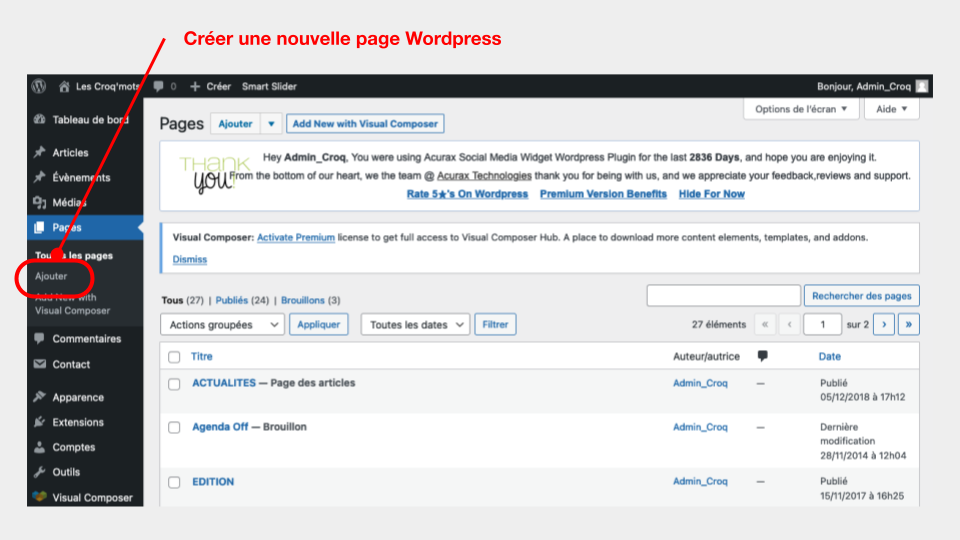 Créer une nouvelle page Wordpress
Les Croq'mots 0 + Créer Smart Slider Bonjour, Admin_Croq
Options de l'écran ▼ Aide ▼
Tableau de bord
Articles
Évènements
Médias
Pages
Toutes les pages
Ajouter
Add New with
Visual Composer
Commentaires
Contact
Apparence
Extensions
Comptes
Outils
Visual Composer
Pages Ajouter ▼ Add New with Visual Composer
THANK
you!
Hey Admin_Croq, You were using Acurax Social Media Widget Wordpress Plugin for the last 2836 Days, and hope you are enjoying it.
From the bottom of our heart, we the team @ Acurax Technologies thank you for being with us, and we appreciate your feedback,reviews and support.
Rate 5★'s On Wordpress Premium Version Benefits Hide For Now
Visual Composer: Activate Premium license to get full access to Visual Composer Hub. A place to download more content elements, templates, and addons.
Dismiss
Tous (27) | Publiés (24) | Brouillons (3)
Rechercher des pages
Actions groupées Appliquer Toutes les dates Filtrer 27 éléments « ‹ 1 sur 2 › »
Titre Auteur/autrice Date
ACTUALITES — Page des articles Admin_Croq — Publié
05/12/2018 à 17h12
Agenda Off — Brouillon Admin_Croq — Dernière
modification
28/11/2014 à 12h04
EDITION Admin_Croq — Publié
15/11/2017 à 16h25